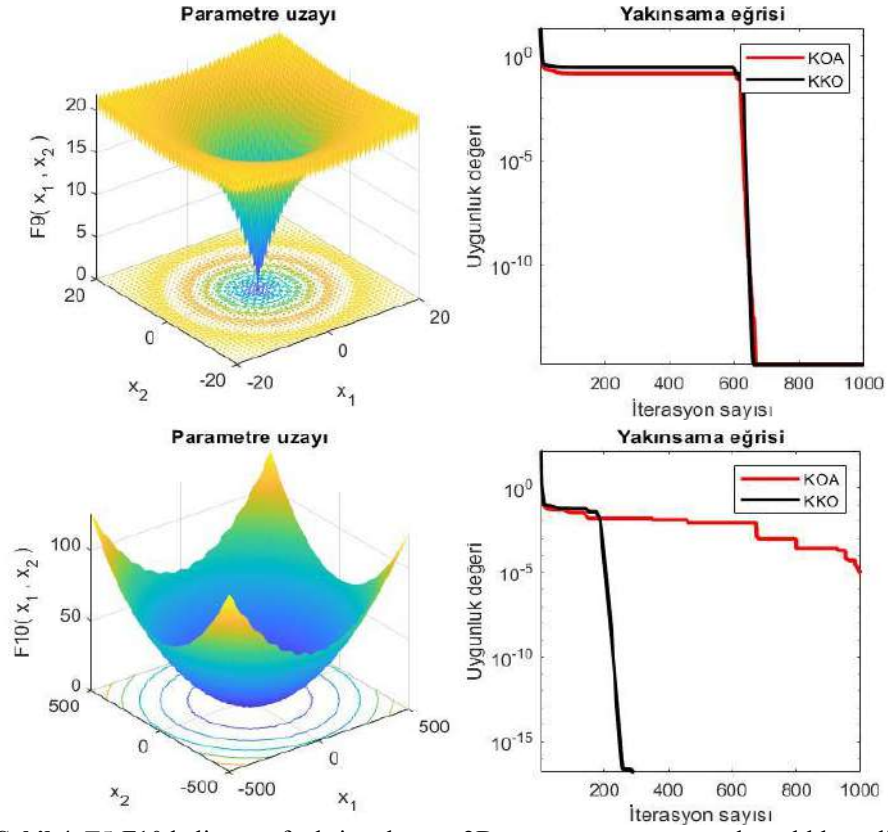 Parametre uzayı
Yakınsama eğrisi
F9( x1 , x2 )
20
15
10
5
0
20
0
-20
x2
-20
0
20
x1
Uygunluk değeri
10^0
10^-5
10^-10
KOA
KKO
200 400 600 800 1000
İterasyon sayısı
Parametre uzayı
Yakınsama eğrisi
F10( x1 , x2 )
100
50
0
500
0
-500
x2
-500
0
500
x1
Uygunluk değeri
10^0
10^-5
10^-10
10^-15
KOA
KKO
200 400 600 800 1000
İterasyon sayısı